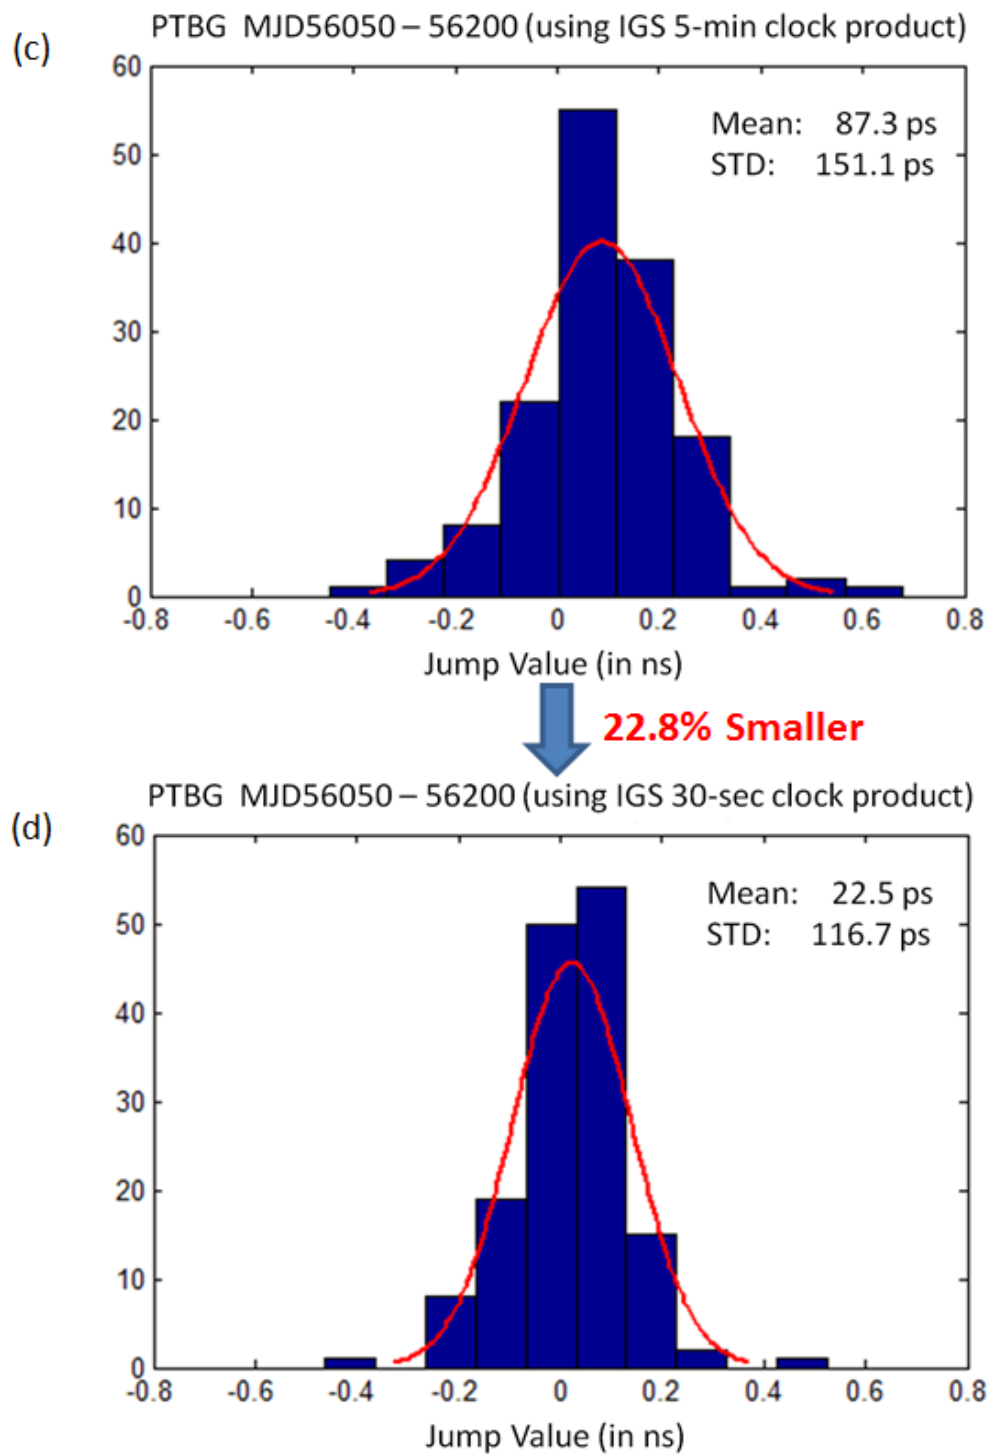 (c)
PTBG MJD56050 – 56200 (using IGS 5-min clock product)
60
50
40
30
20
10
0
Mean: 87.3 ps
STD: 151.1 ps
-0.8 -0.6 -0.4 -0.2 0 0.2 0.4 0.6 0.8
Jump Value (in ns)
22.8% Smaller
(d)
PTBG MJD56050 – 56200 (using IGS 30-sec clock product)
60
50
40
30
20
10
0
Mean: 22.5 ps
STD: 116.7 ps
-0.8 -0.6 -0.4 -0.2 0 0.2 0.4 0.6 0.8
Jump Value (in ns)